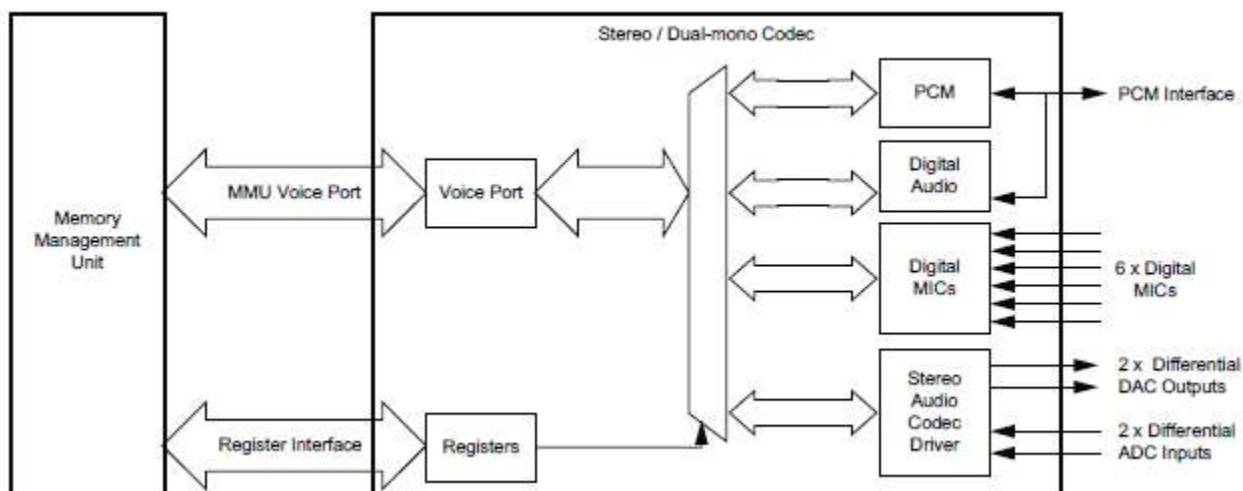 Stereo / Dual-mono Codec
PCM
PCM Interface
MMU Voice Port
Voice Port
Digital
Audio
Memory
Management
Unit
Digital
MICs
6 x Digital
MICs
Stereo
Audio
Codec
Driver
2 x Differential
DAC Outputs
Register Interface
Registers
2 x Differential
ADC Inputs